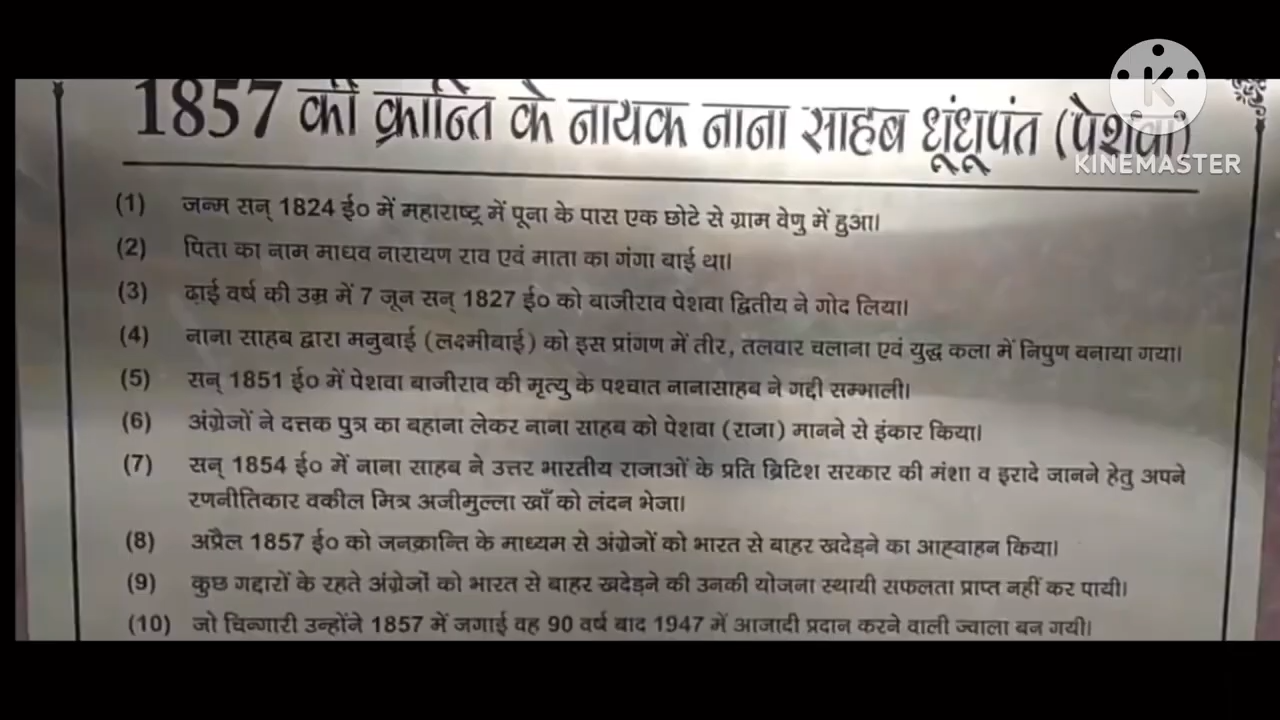 1857 की क्रान्ति के नायक नाना साहब धूंधूपंत (पेशवा)
KINEMASTER
(1) जन्म सन् 1824 ई० में महाराष्ट्र में पूना के पास एक छोटे से ग्राम वेणु में हुआ।
(2) पिता का नाम माधव नारायण राव एवं माता का गंगा बाई था।
(3) ढ़ाई वर्ष की उम्र में 7 जून सन् 1827 ई० को बाजीराव पेशवा द्वितीय ने गोद लिया।
(4) नाना साहब द्वारा मनुबाई (लक्ष्मीबाई) को इस प्रांगण में तीर, तलवार चलाना एवं युद्ध कला में निपुण बनाया गया।
(5) सन् 1851 ई० में पेशवा बाजीराव की मृत्यु के पश्चात नानासाहब ने गद्दी सम्भाली।
(6) अंग्रेजों ने दत्तक पुत्र का बहाना लेकर नाना साहब को पेशवा (राजा) मानने से इंकार किया।
(7) सन् 1854 ई० में नाना साहब ने उत्तर भारतीय राजाओं के प्रति ब्रिटिश सरकार की मंशा व इरादे जानने हेतु अपने
रणनीतिकार वकील मित्र अजीमुल्ला खाँ को लंदन भेजा।
(8) अप्रैल 1857 ई० को जनक्रान्ति के माध्यम से अंग्रेजों को भारत से बाहर खदेड़ने का आह्वाहन किया।
(9) कुछ गद्दारों के रहते अंग्रेजों को भारत से बाहर खदेड़ने की उनकी योजना स्थायी सफलता प्राप्त नहीं कर पायी।
(10) जो चिन्गारी उन्होंने 1857 में जगाई वह 90 वर्ष बाद 1947 में आजादी प्रदान करने वाली ज्वाला बन गयी।